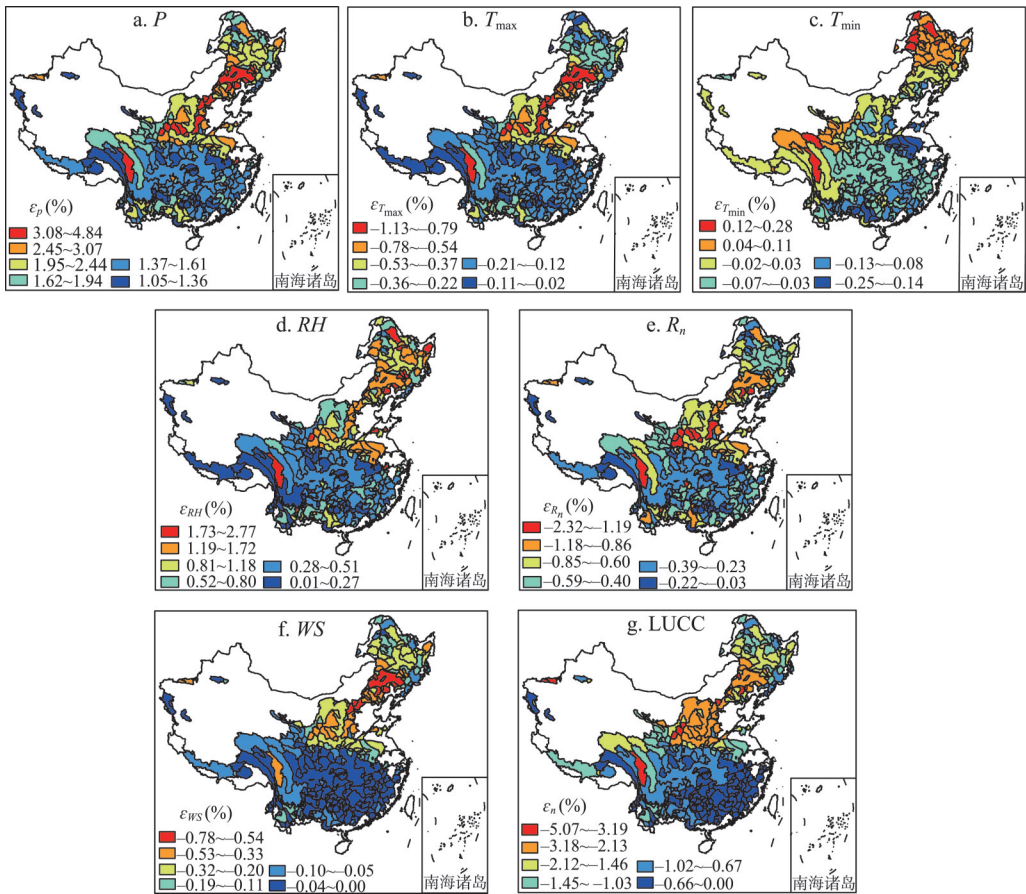 a. P
εp (%)
3.08~4.84
2.45~3.07
1.95~2.44
1.62~1.94
1.37~1.61
1.05~1.36
南海诸岛
b. Tmax
εTmax (%)
–1.13~–0.79
–0.78~–0.54
–0.53~–0.37
–0.36~–0.22
–0.21~–0.12
–0.11~–0.02
南海诸岛
c. Tmin
εTmin (%)
0.12~0.28
0.04~0.11
–0.02~0.03
–0.07~–0.03
–0.13~–0.08
–0.25~–0.14
南海诸岛
d. RH
εRH (%)
1.73~2.77
1.19~1.72
0.81~1.18
0.52~0.80
0.28~0.51
0.01~0.27
南海诸岛
e. Rn
εRn (%)
–2.32~–1.19
–1.18~–0.86
–0.85~–0.60
–0.59~–0.40
–0.39~–0.23
–0.22~–0.03
南海诸岛
f. WS
εWS (%)
–0.78~–0.54
–0.53~–0.33
–0.32~–0.20
–0.19~–0.11
–0.10~–0.05
–0.04~0.00
南海诸岛
g. LUCC
εn (%)
–5.07~–3.19
–3.18~–2.13
–2.12~–1.46
–1.45~–1.03
–1.02~–0.67
–0.66~0.00
南海诸岛